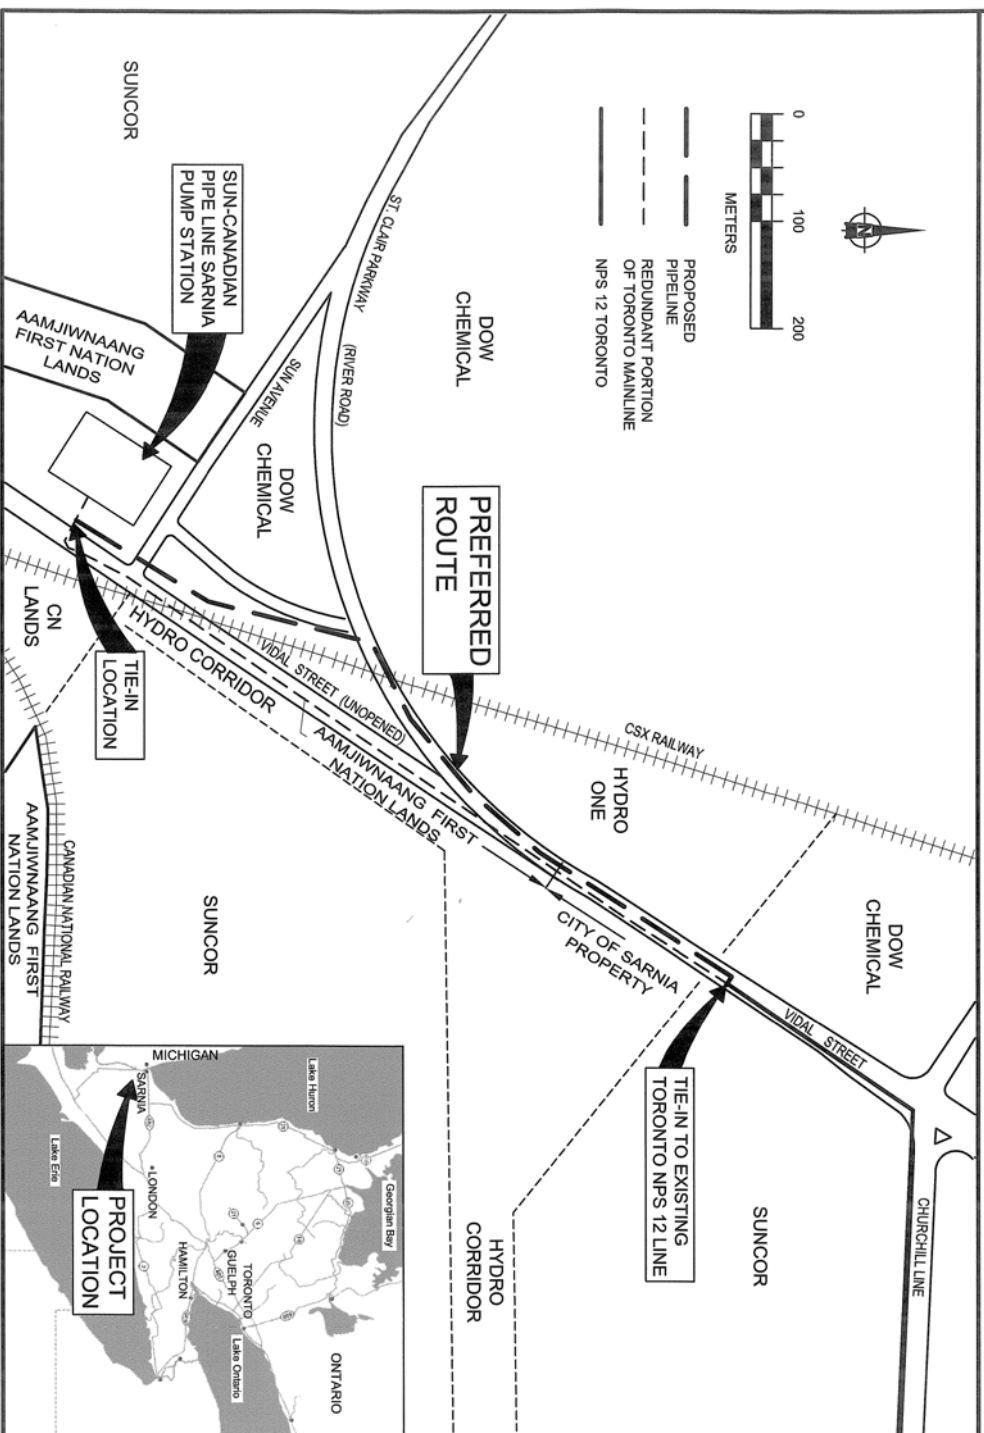 0
100
200
METERS
N
PROPOSED
PIPELINE
REDUNDANT PORTION
OF TORONTO MAINLINE
NPS 12 TORONTO
SUNCOR
SUN-CANADIAN
PIPE LINE SARNIA
PUMP STATION
AAMJIWNAANG
FIRST NATION
LANDS
ST. CLAIR PARKWAY
(RIVER ROAD)
SUN AVENUE
DOW
CHEMICAL
DOW
CHEMICAL
PREFERRED
ROUTE
CN
LANDS
TIE-IN
LOCATION
HYDRO CORRIDOR
VIDAL STREET (UNOPENED)
AAMJIWNAANG FIRST
NATION LANDS
CSX RAILWAY
HYDRO
ONE
DOW
CHEMICAL
CITY OF SARNIA
PROPERTY
VIDAL STREET
TIE-IN TO EXISTING
TORONTO NPS 12 LINE
CHURCHILL LINE
SUNCOR
SUNCOR
HYDRO
CORRIDOR
CANADIAN NATIONAL RAILWAY
AAMJIWNAANG FIRST
NATION LANDS
MICHIGAN
SARNIA
Lake Huron
Georgian Bay
Lake Erie
LONDON
HAMILTON
GUELPH
TORONTO
Lake Ontario
ONTARIO
PROJECT
LOCATION